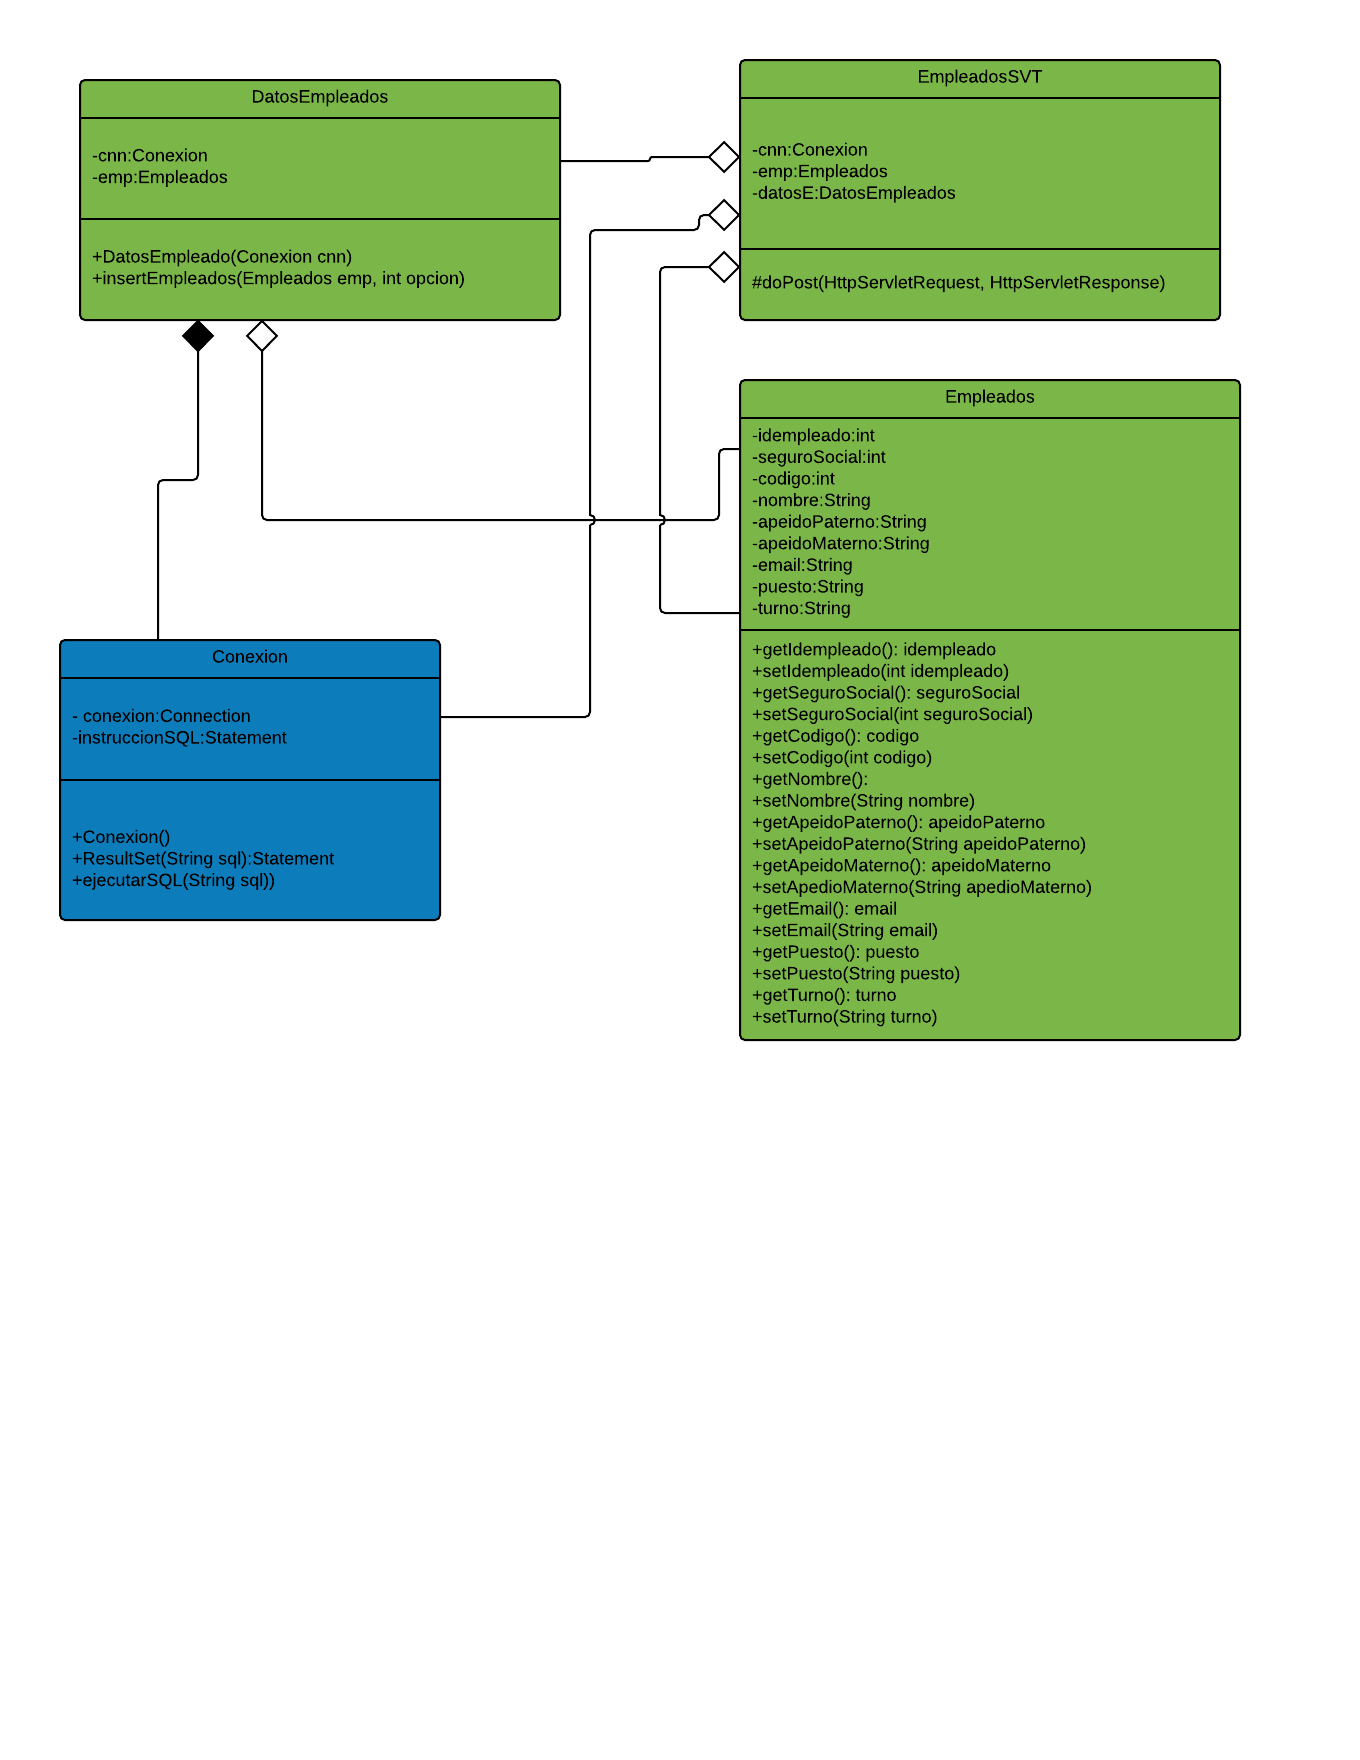 DatosEmpleados
-cnn:Conexion
-emp:Empleados
+DatosEmpleado(Conexion cnn)
+insertEmpleados(Empleados emp, int opcion)
EmpleadosSVT
-cnn:Conexion
-emp:Empleados
-datosE:DatosEmpleados
#doPost(HttpServletRequest, HttpServletResponse)
Empleados
-idempleado:int
-seguroSocial:int
-codigo:int
-nombre:String
-apeidoPaterno:String
-apeidoMaterno:String
-email:String
-puesto:String
-turno:String
+getIdempleado(): idempleado
+setIdempleado(int idempleado)
+getSeguroSocial(): seguroSocial
+setSeguroSocial(int seguroSocial)
+getCodigo(): codigo
+setCodigo(int codigo)
+getNombre():
+setNombre(String nombre)
+getApeidoPaterno(): apeidoPaterno
+setApeidoPaterno(String apeidoPaterno)
+getApeidoMaterno(): apeidoMaterno
+setApedioMaterno(String apedioMaterno)
+getEmail(): email
+setEmail(String email)
+getPuesto(): puesto
+setPuesto(String puesto)
+getTurno(): turno
+setTurno(String turno)
Conexion
- conexion:Connection
-instruccionSQL:Statement
+Conexion()
+ResultSet(String sql):Statement
+ejecutarSQL(String sql))